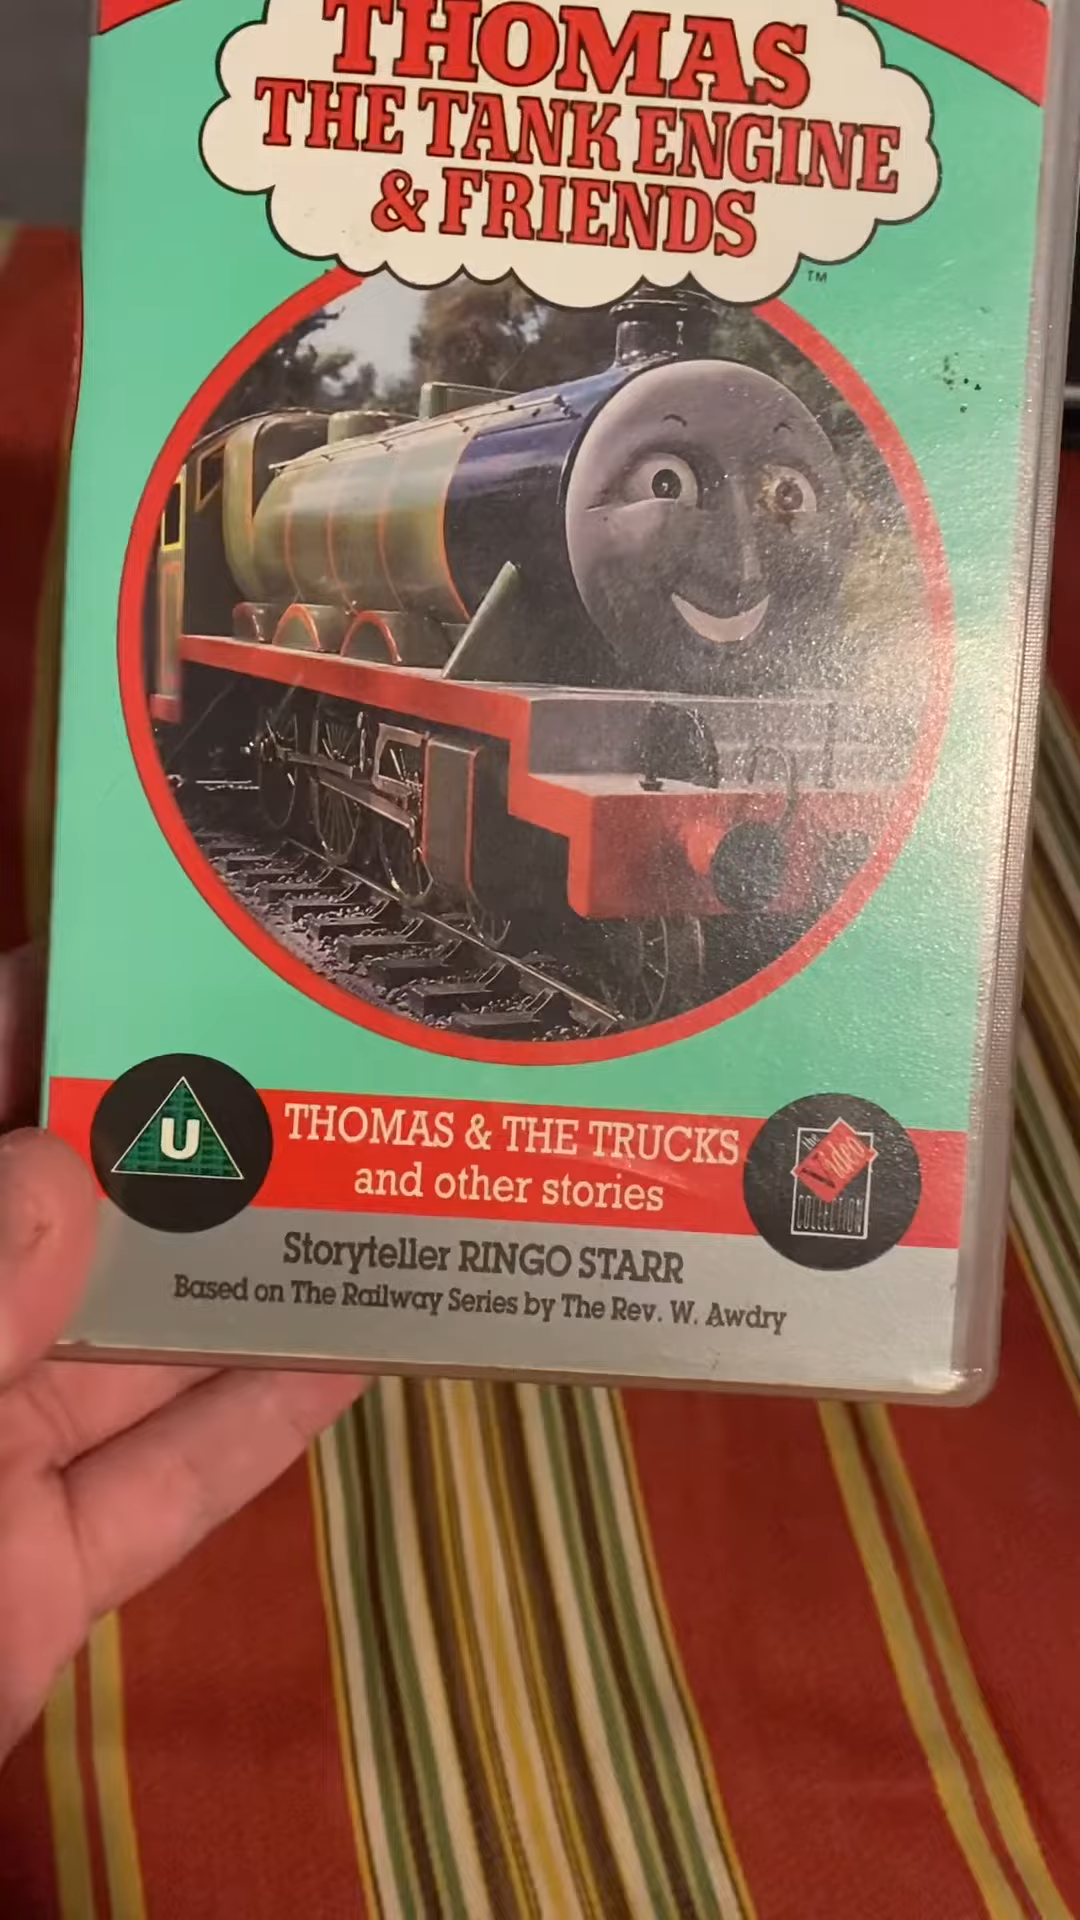 THOMAS
THE TANK ENGINE
& FRIENDS
TM
U
THOMAS & THE TRUCKS
and other stories
the
Video
COLLECTION
Storyteller RINGO STARR
Based on The Railway Series by The Rev. W. Awdry